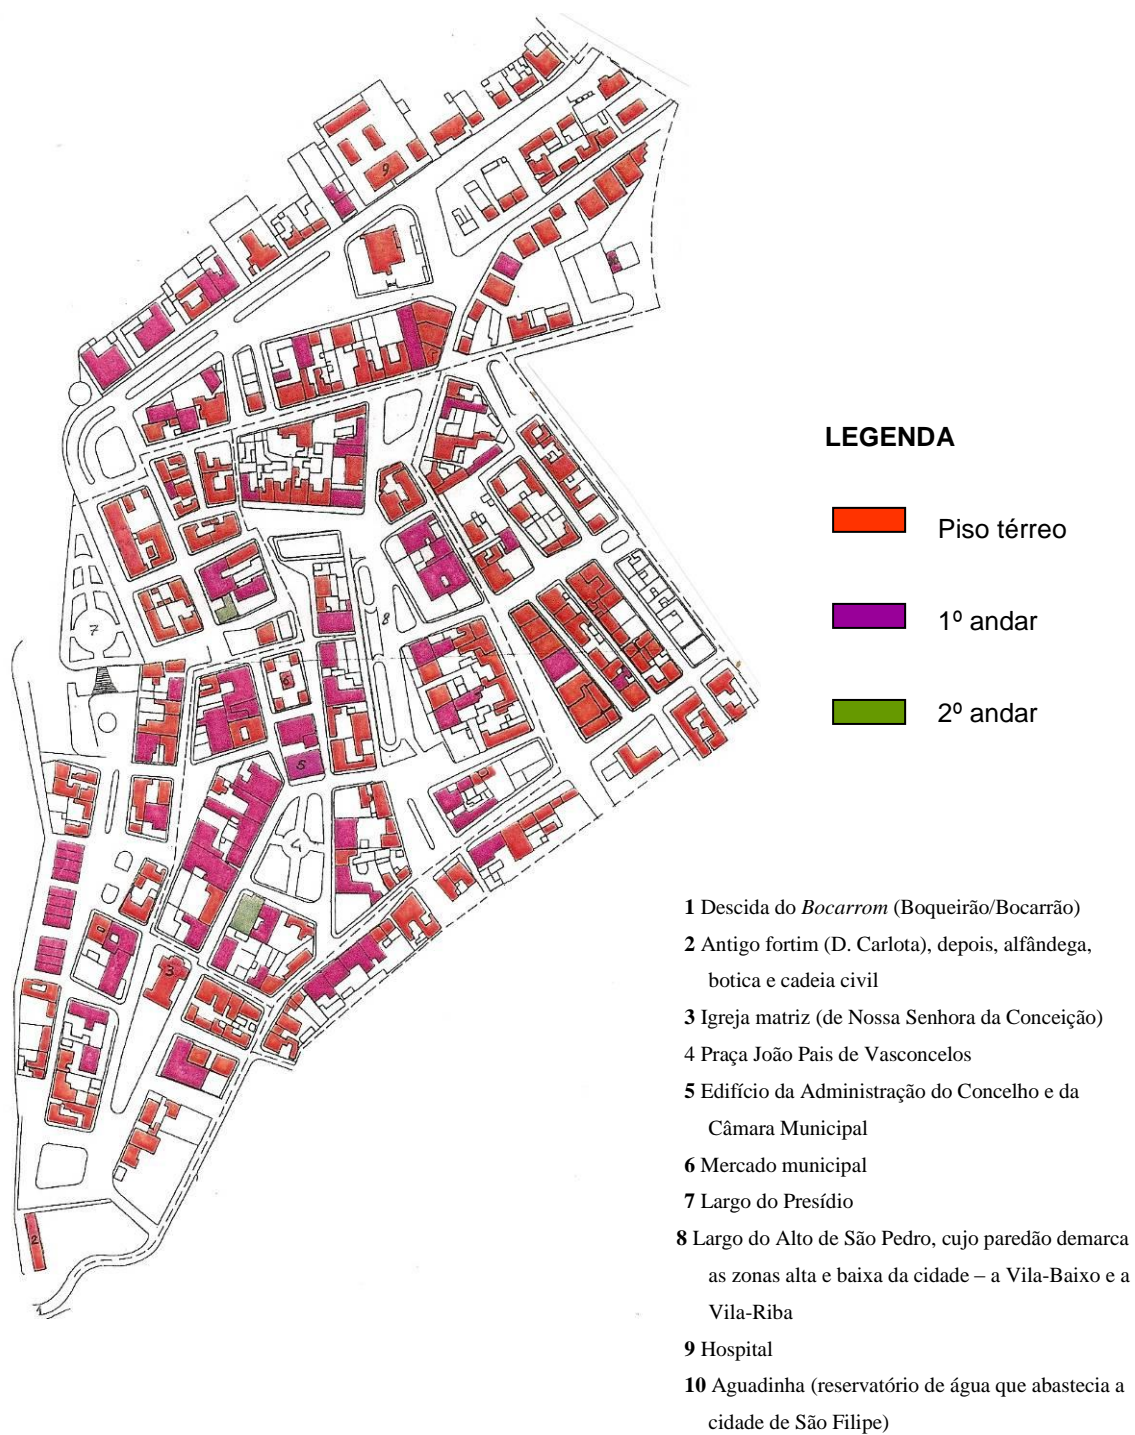 9
7
8
6
5
4
3
2
1
LEGENDA
Piso térreo
1º andar
2º andar
1 Descida do Bocarrom (Boqueirão/Bocarrão)
2 Antigo fortim (D. Carlota), depois, alfândega,
botica e cadeia civil
3 Igreja matriz (de Nossa Senhora da Conceição)
4 Praça João Pais de Vasconcelos
5 Edifício da Administração do Concelho e da
Câmara Municipal
6 Mercado municipal
7 Largo do Presídio
8 Largo do Alto de São Pedro, cujo paredão demarca
as zonas alta e baixa da cidade – a Vila-Baixo e a
Vila-Riba
9 Hospital
10 Aguadinha (reservatório de água que abastecia a
cidade de São Filipe)